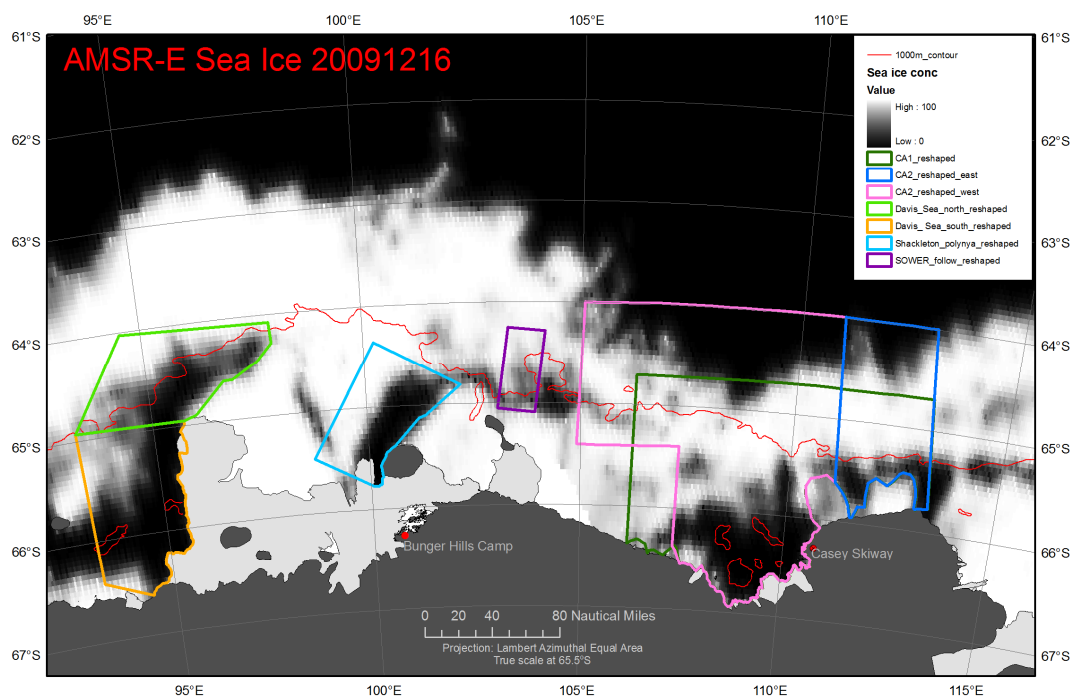 95°E 100°E 105°E 110°E
61°S 61°S
AMSR-E Sea Ice 20091216
1000m_contour
Sea ice conc
Value
High : 100
Low : 0
CA1_reshaped
CA2_reshaped_east
CA2_reshaped_west
Davis_Sea_north_reshaped
Davis_ Sea_south_reshaped
Shackleton_polynya_reshaped
SOWER_follow_reshaped
62°S 62°S
63°S 63°S
64°S 64°S
65°S 65°S
66°S 66°S
Bunger Hills Camp
Casey Skiway
0 20 40 80 Nautical Miles
Projection: Lambert Azimuthal Equal Area
True scale at 65.5°S
67°S 67°S
95°E 100°E 105°E 110°E 115°E